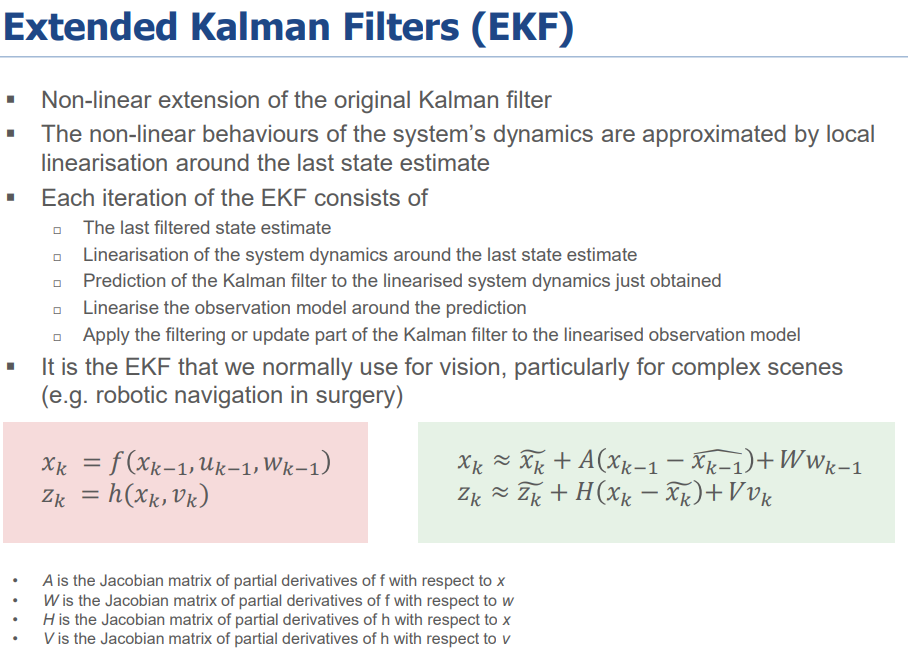 Extended Kalman Filters (EKF)
▪ Non-linear extension of the original Kalman filter
▪ The non-linear behaviours of the system's dynamics are approximated by local
linearisation around the last state estimate
▪ Each iteration of the EKF consists of
▫ The last filtered state estimate
▫ Linearisation of the system dynamics around the last state estimate
▫ Prediction of the Kalman filter to the linearised system dynamics just obtained
▫ Linearise the observation model around the prediction
▫ Apply the filtering or update part of the Kalman filter to the linearised observation model
▪ It is the EKF that we normally use for vision, particularly for complex scenes
(e.g. robotic navigation in surgery)
x_k = f(x_{k−1}, u_{k−1}, w_{k−1})
z_k = h(x_k, v_k)
x_k ≈ \widetilde{x_k} + A(x_{k−1} − \widehat{x_{k−1}})+ Ww_{k−1}
z_k ≈ \widetilde{z_k} + H(x_k − \widetilde{x_k})+ Vv_k
• A is the Jacobian matrix of partial derivatives of f with respect to x
• W is the Jacobian matrix of partial derivatives of f with respect to w
• H is the Jacobian matrix of partial derivatives of h with respect to x
• V is the Jacobian matrix of partial derivatives of h with respect to v